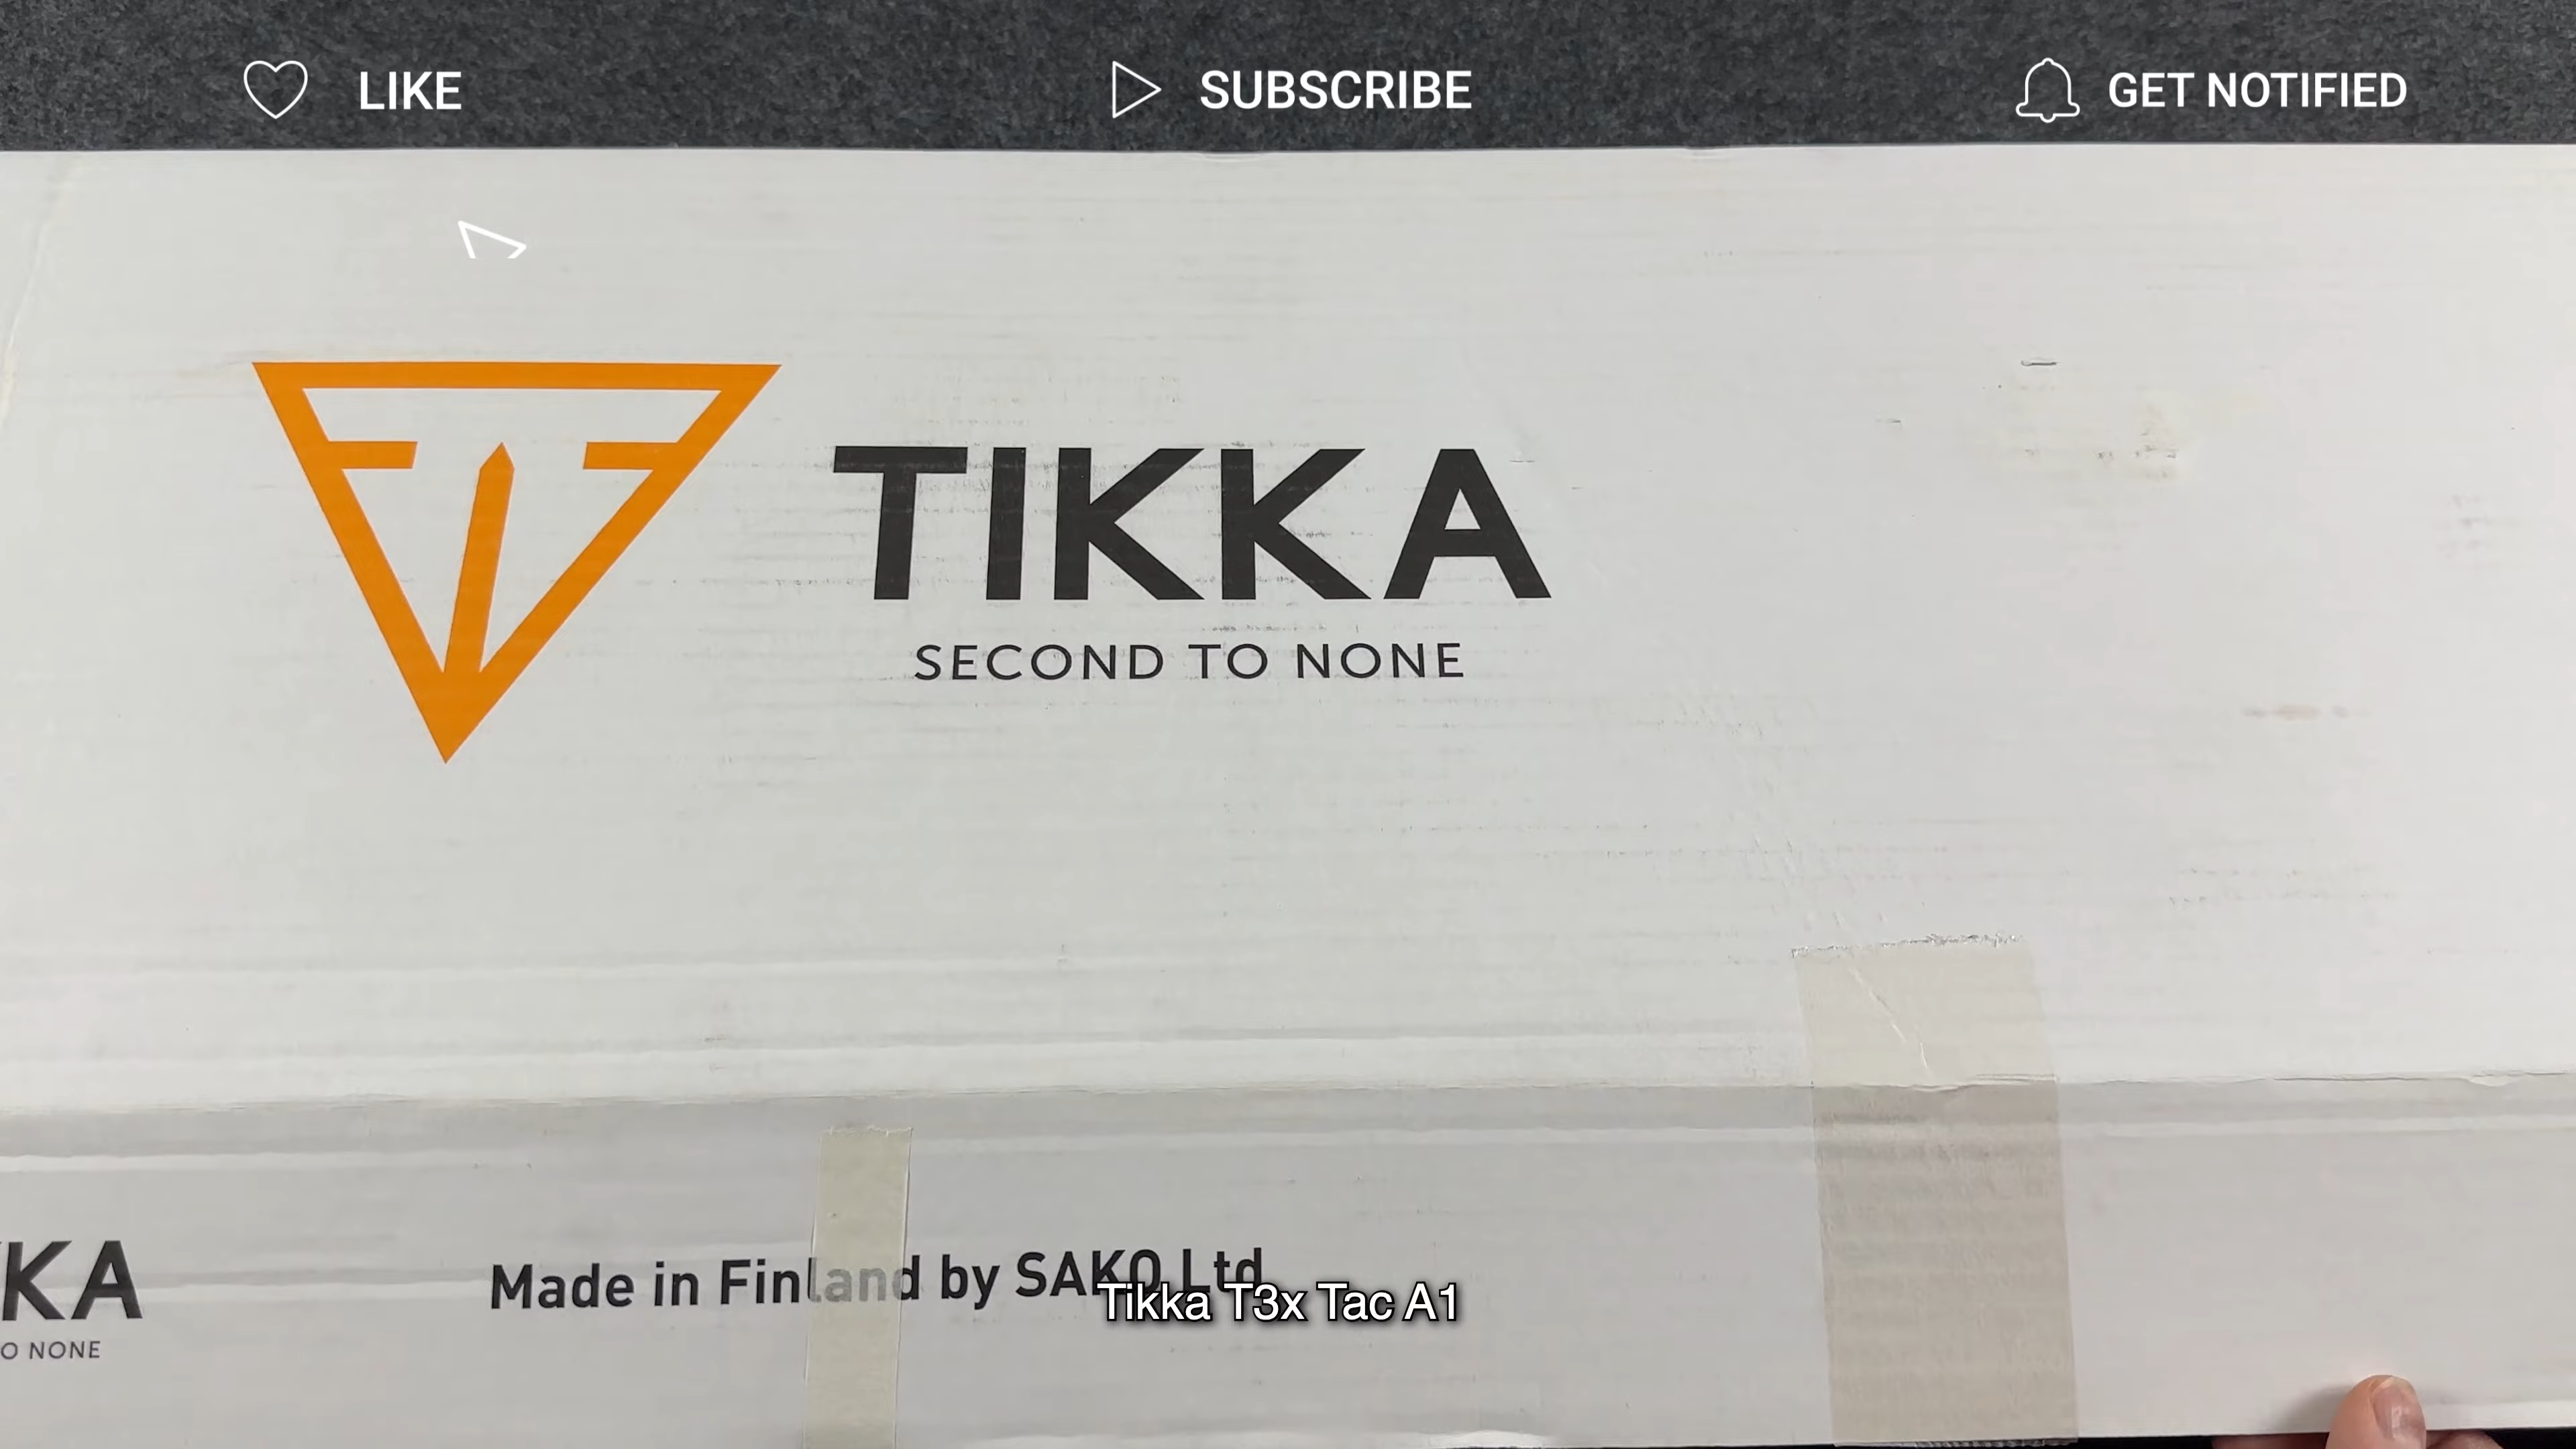 LIKE
SUBSCRIBE
GET NOTIFIED
TIKKA
SECOND TO NONE
Made in Finland by SAKO Ltd
KKA
O NONE
Tikka T3x Tac A1